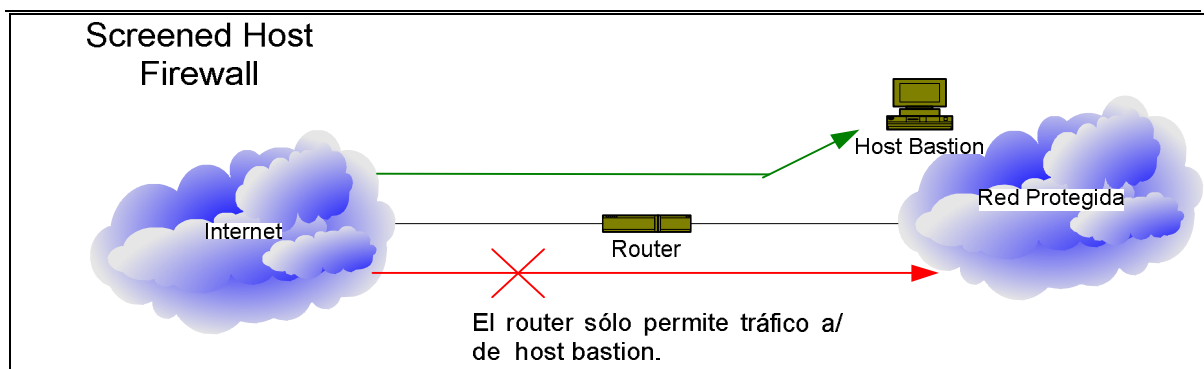 Screened Host
Firewall
Host Bastion
Red Protegida
Internet
Router
El router sólo permite tráfico a/
de host bastion.